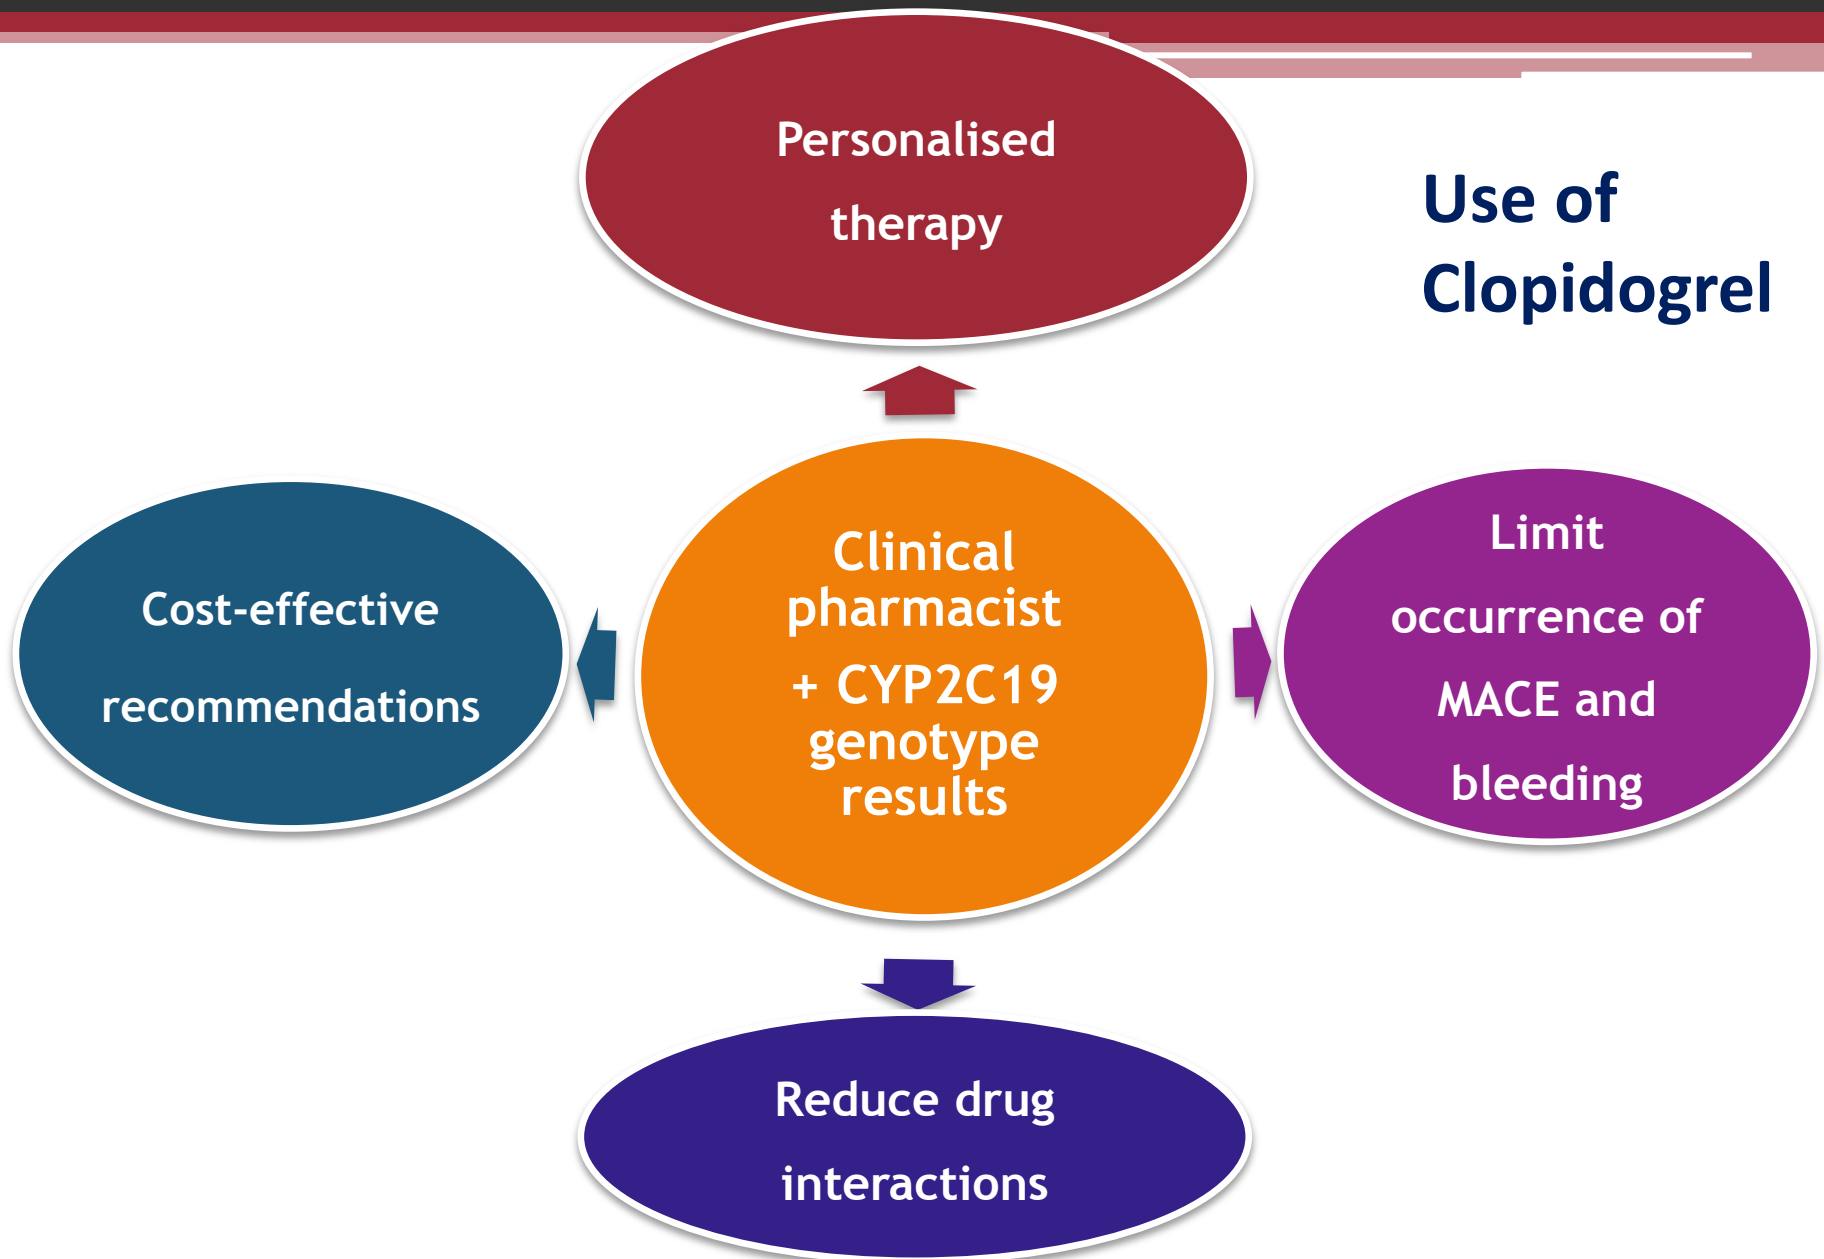 Personalised
therapy
Use of
Clopidogrel
Cost-effective
recommendations
Clinical
pharmacist
+ CYP2C19
genotype
results
Limit
occurrence of
MACE and
bleeding
Reduce drug
interactions